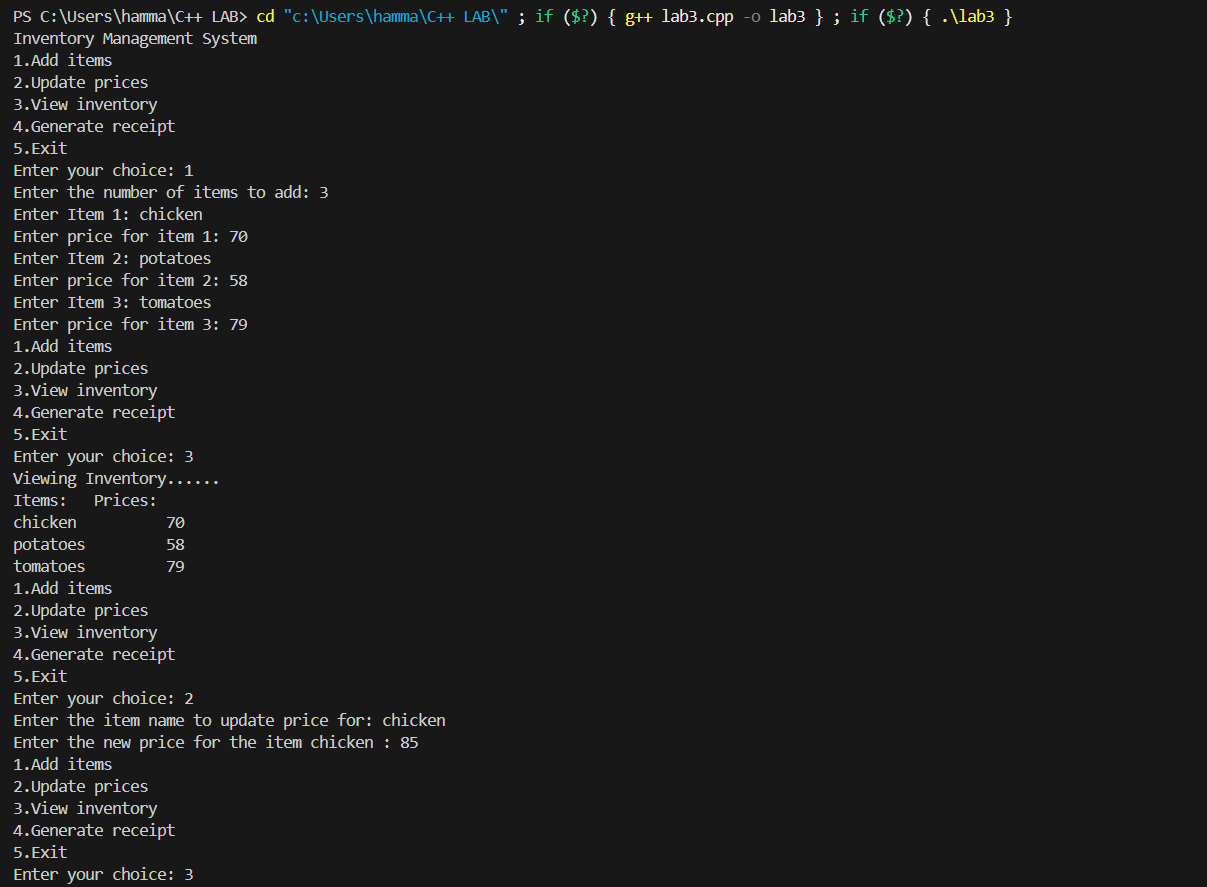 PS C:\Users\hamma\C++ LAB> cd "c:\Users\hamma\C++ LAB\" ; if ($?) { g++ lab3.cpp -o lab3 } ; if ($?) { .\lab3 }
Inventory Management System
1.Add items
2.Update prices
3.View inventory
4.Generate receipt
5.Exit
Enter your choice: 1
Enter the number of items to add: 3
Enter Item 1: chicken
Enter price for item 1: 70
Enter Item 2: potatoes
Enter price for item 2: 58
Enter Item 3: tomatoes
Enter price for item 3: 79
1.Add items
2.Update prices
3.View inventory
4.Generate receipt
5.Exit
Enter your choice: 3
Viewing Inventory......
Items:   Prices:
chicken          70
potatoes         58
tomatoes         79
1.Add items
2.Update prices
3.View inventory
4.Generate receipt
5.Exit
Enter your choice: 2
Enter the item name to update price for: chicken
Enter the new price for the item chicken : 85
1.Add items
2.Update prices
3.View inventory
4.Generate receipt
5.Exit
Enter your choice: 3